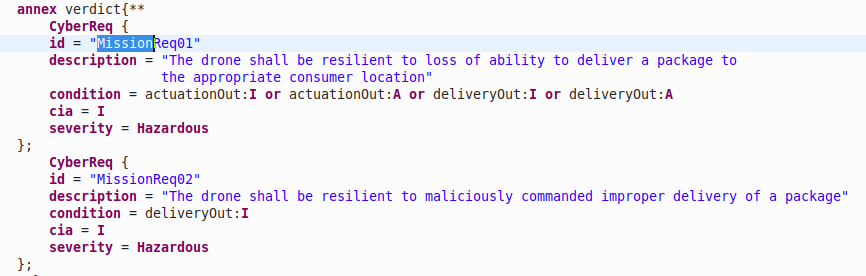 annex verdict{**
CyberReq {
id = "MissionReq01"
description = "The drone shall be resilient to loss of ability to deliver a package to
the appropriate consumer location"
condition = actuationOut:I or actuationOut:A or deliveryOut:I or deliveryOut:A
cia = I
severity = Hazardous
};
CyberReq {
id = "MissionReq02"
description = "The drone shall be resilient to maliciously commanded improper delivery of a package"
condition = deliveryOut:I
cia = I
severity = Hazardous
};